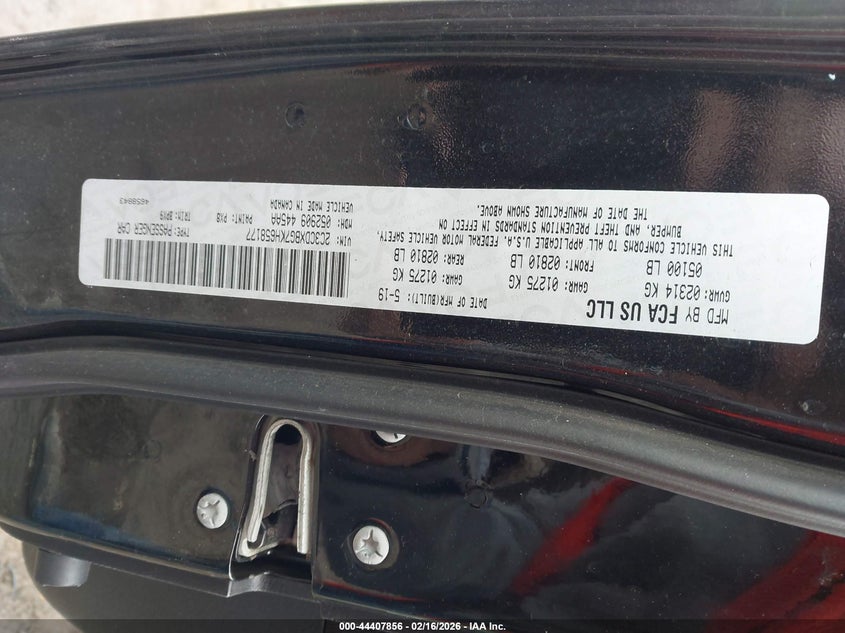 MFD BY FCA US LLC
DATE OF MFR(BUILT): 5-19
GVWR: 02314 KG
GAWR: 01275 KG
GAWR: 01275 KG
05100 LB
FRONT: 02810 LB
REAR: 02810 LB
THIS VEHICLE CONFORMS TO ALL APPLICABLE U.S.A. FEDERAL MOTOR VEHICLE SAFETY,
BUMPER, AND THEFT PREVENTION STANDARDS IN EFFECT ON
THE DATE OF MANUFACTURE SHOWN ABOVE.
VIN: 2C3CDXBG7KH658177
TYPE: PASSENGER CAR
MDH: 052909 445AA
PAINT: PX8
TRIM: BPX9
VEHICLE MADE IN CANADA
4658843
000-44407856 - 02/16/2026 - IAA Inc.